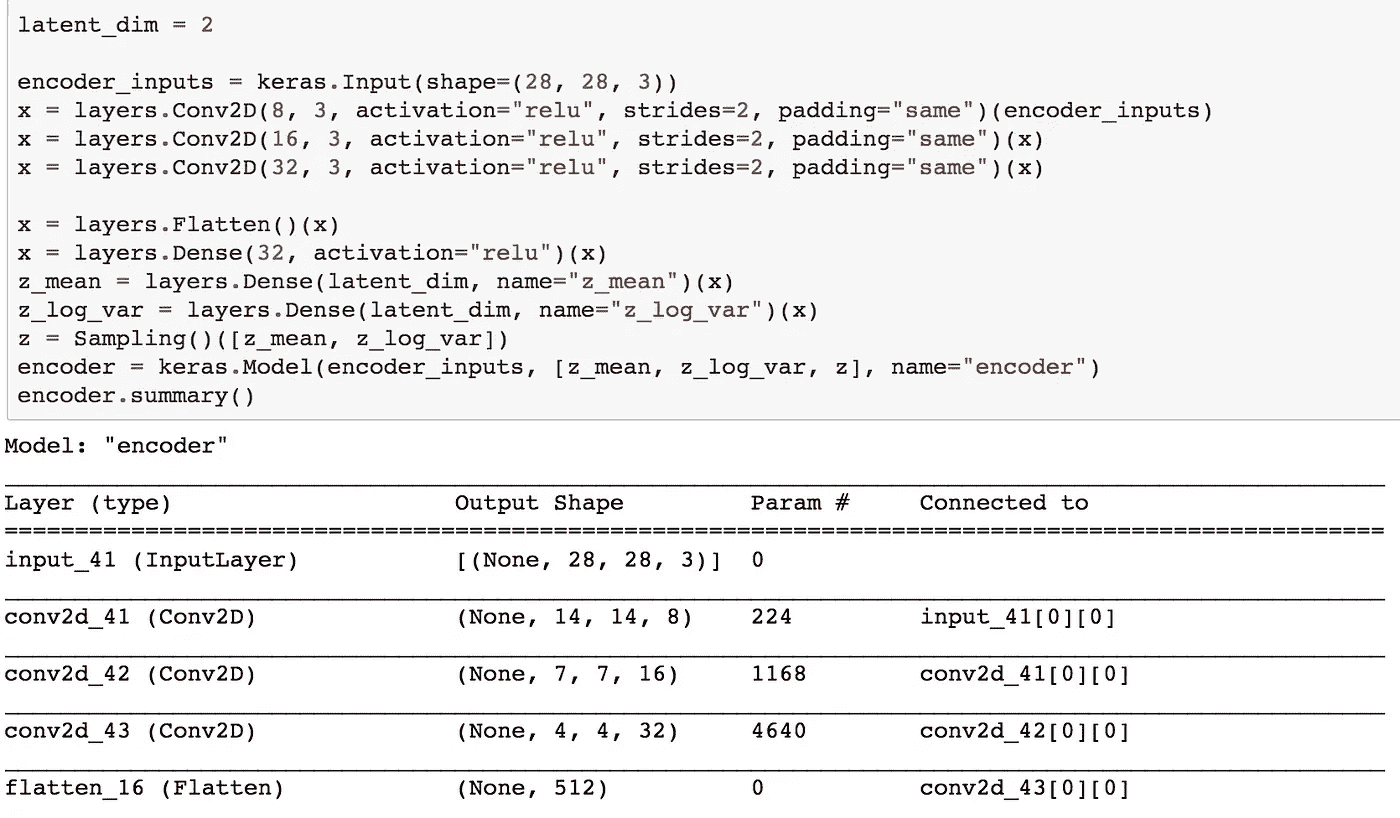 latent_dim = 2
encoder_inputs = keras.Input(shape=(28, 28, 3))
x = layers.Conv2D(8, 3, activation="relu", strides=2, padding="same")(encoder_inputs)
x = layers.Conv2D(16, 3, activation="relu", strides=2, padding="same")(x)
x = layers.Conv2D(32, 3, activation="relu", strides=2, padding="same")(x)
x = layers.Flatten()(x)
x = layers.Dense(32, activation="relu")(x)
z_mean = layers.Dense(latent_dim, name="z_mean")(x)
z_log_var = layers.Dense(latent_dim, name="z_log_var")(x)
z = Sampling()([z_mean, z_log_var])
encoder = keras.Model(encoder_inputs, [z_mean, z_log_var, z], name="encoder")
encoder.summary()
Model: "encoder"
Layer (type) Output Shape Param # Connected to
input_41 (InputLayer) [(None, 28, 28, 3)] 0
conv2d_41 (Conv2D) (None, 14, 14, 8) 224 input_41[0][0]
conv2d_42 (Conv2D) (None, 7, 7, 16) 1168 conv2d_41[0][0]
conv2d_43 (Conv2D) (None, 4, 4, 32) 4640 conv2d_42[0][0]
flatten_16 (Flatten) (None, 512) 0 conv2d_43[0][0]